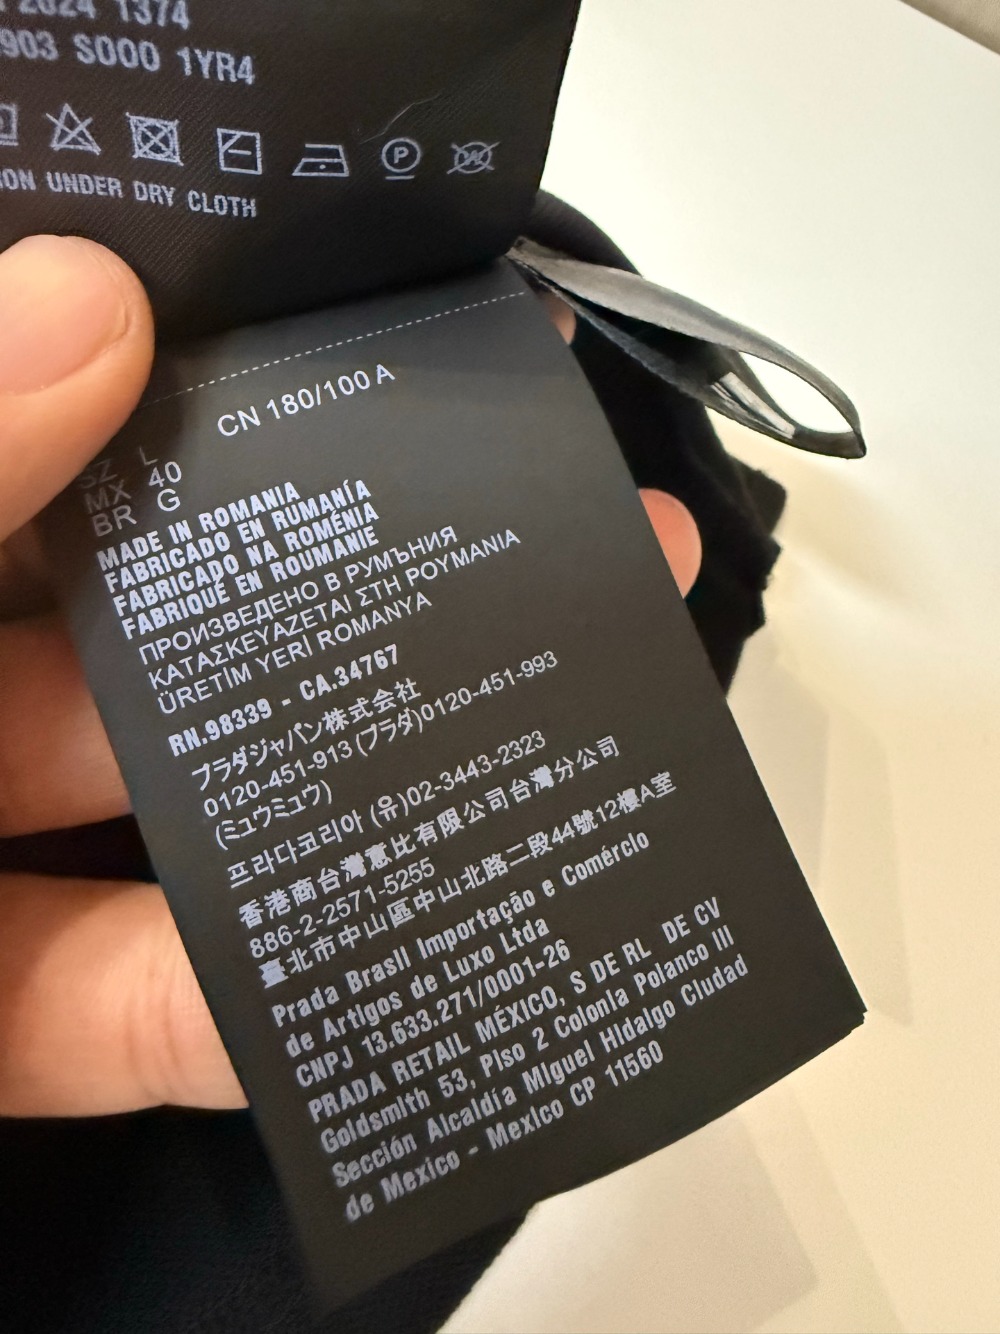 2024 1374
903 S000 1YR4
ION UNDER DRY CLOTH
CN 180/100 A
SZ L
MX 40
BR G
MADE IN ROMANIA
FABRICADO EN RUMANÍA
FABRICADO NA ROMÉNIA
FABRIQUÉ EN ROUMANIE
ПРОИЗВЕДЕНО В РУМЪНИЯ
ΚΑΤΑΣΚΕΥΑΖΕΤΑΙ ΣΤΗ ΡΟΥΜΑΝΙΑ
ÜRETİM YERİ ROMANYA
RN.98339 - CA.34767
プラダジャパン株式会社
0120-451-913 (プラダ)0120-451-993
(ミュウミュウ)
프라다코리아 (유)02-3443-2323
香港商台灣意比有限公司台灣分公司
886-2-2571-5255
臺北市中山區中山北路二段44號12樓A室
Prada Brasil Importação e Comércio
de Artigos de Luxo Ltda
CNPJ 13.633.271/0001-26
PRADA RETAIL MÉXICO, S DE RL DE CV
Goldsmith 53, Piso 2 Colonia Polanco III
Sección Alcaldía Miguel Hidalgo Ciudad
de Mexico - Mexico CP 11560